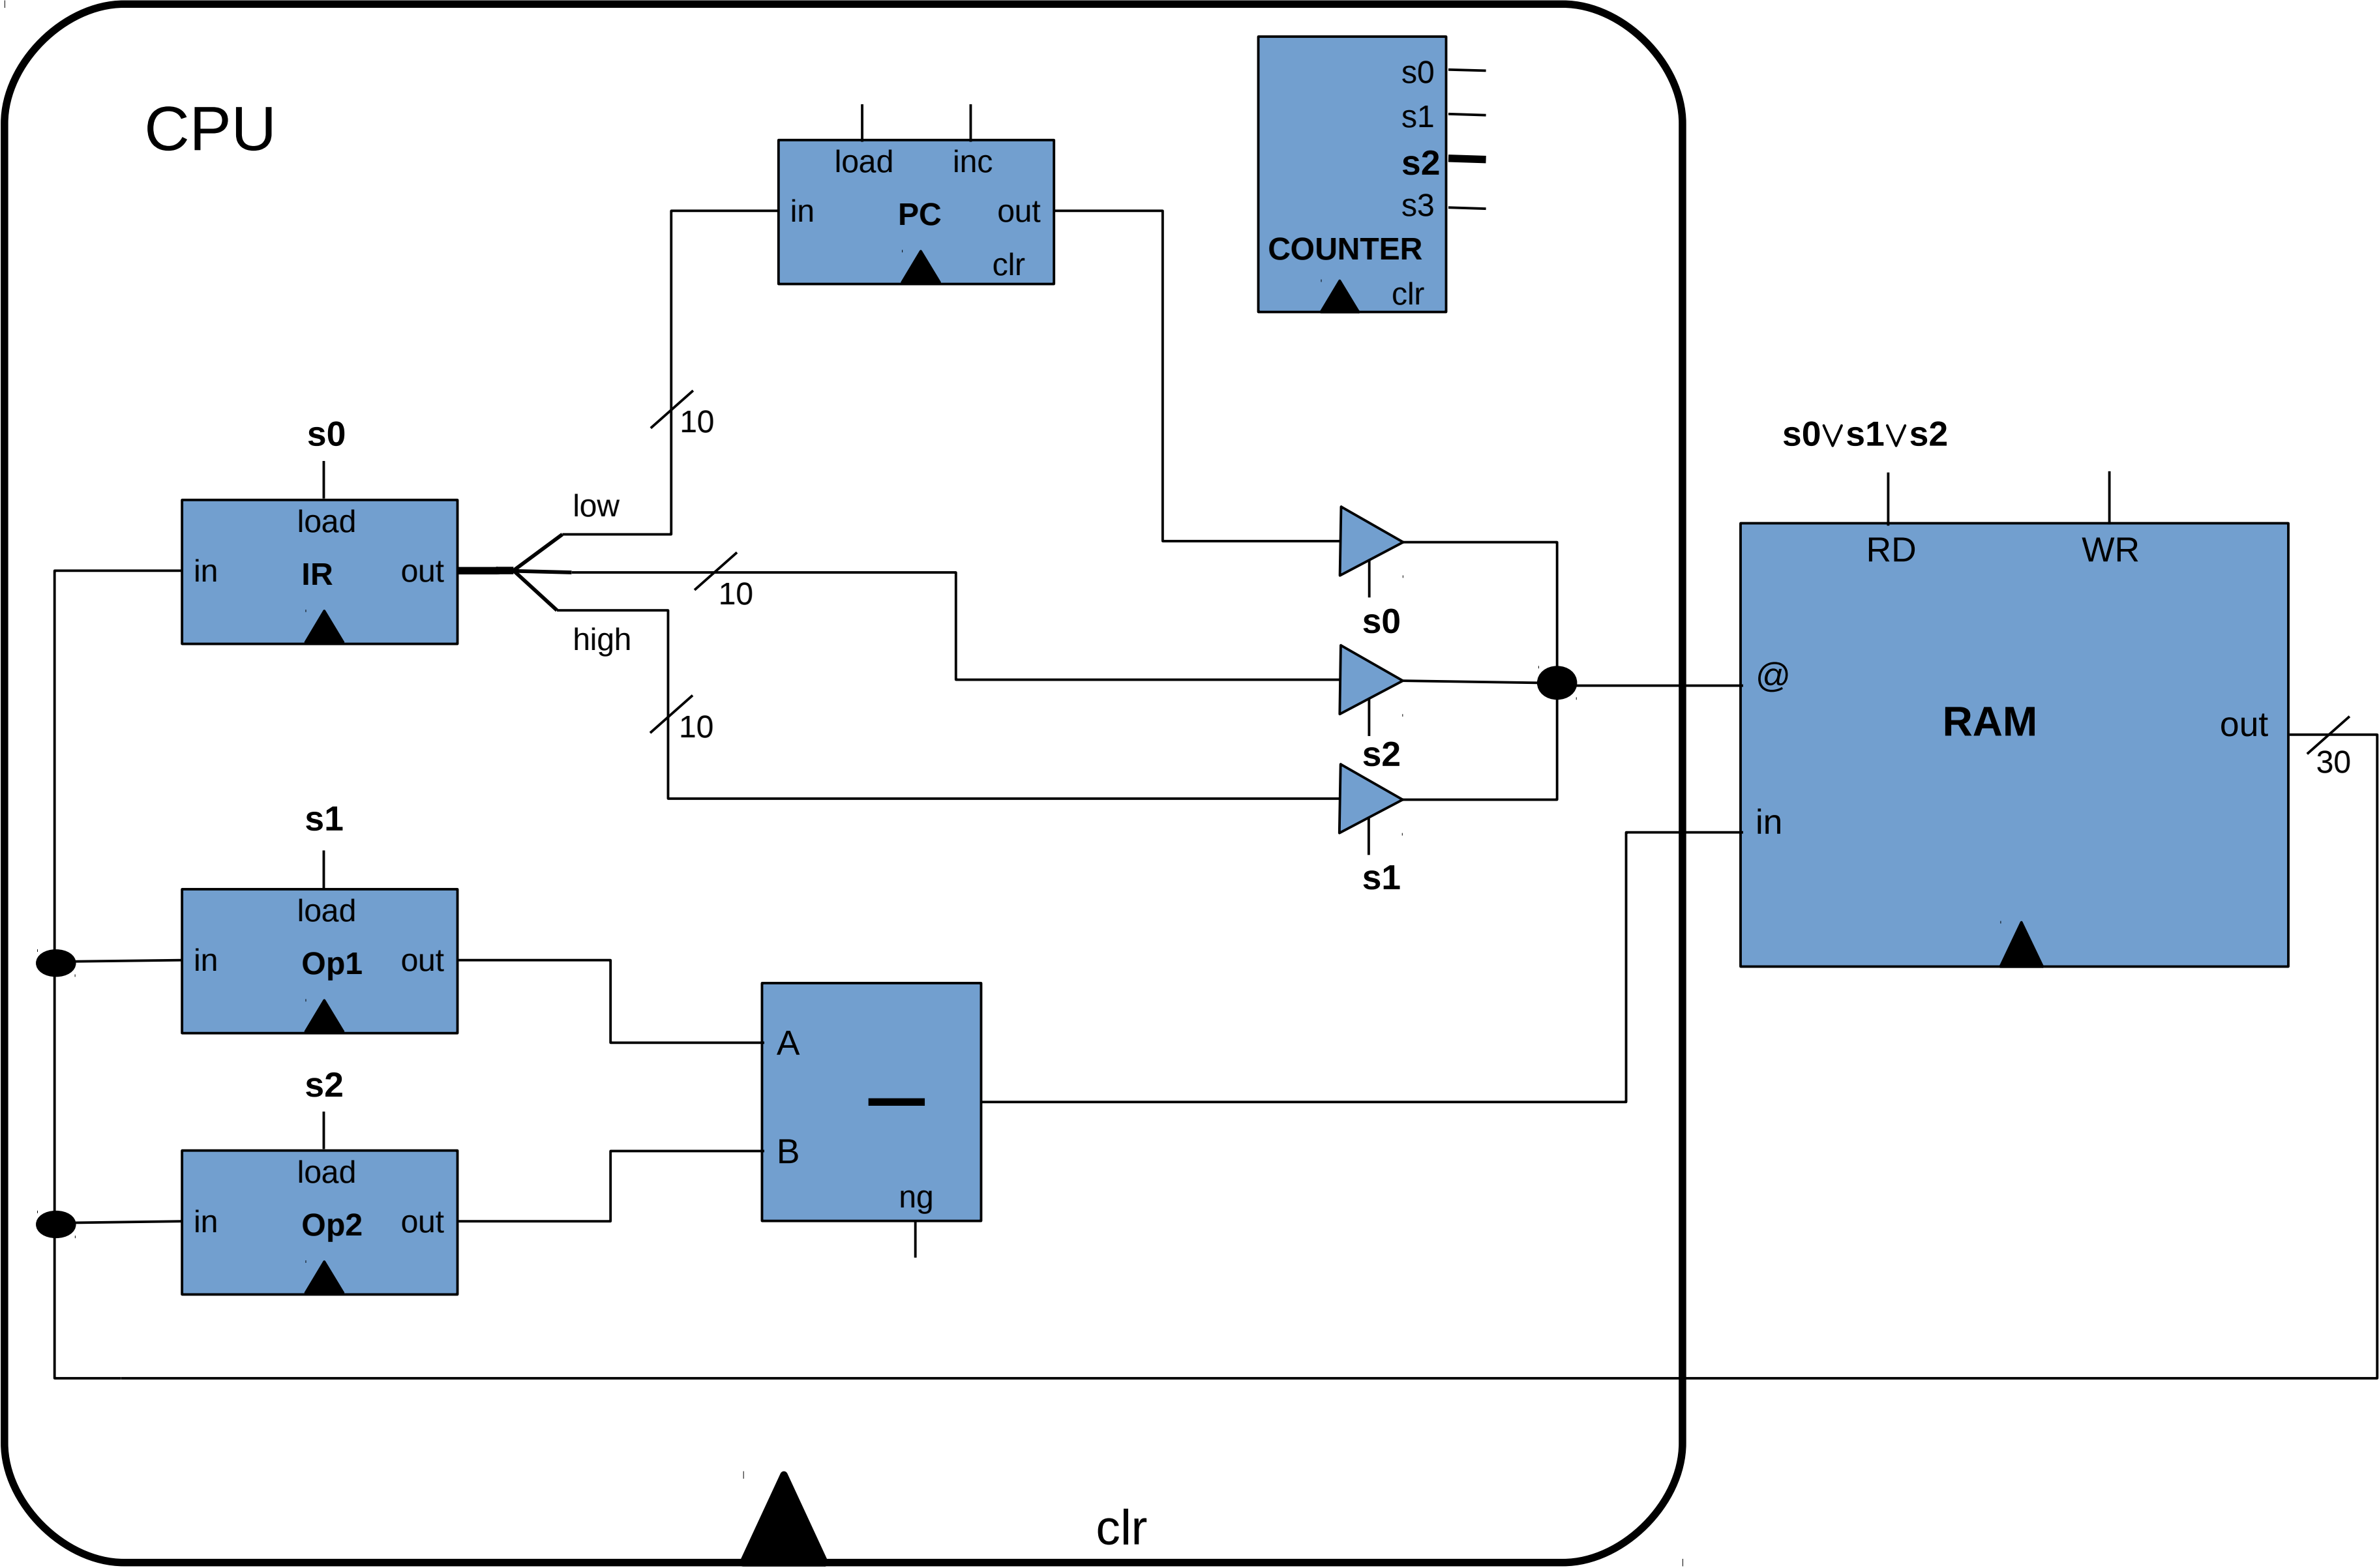 CPU
s0
s1
s2
s3
COUNTER
clr
load inc
in PC out
clr
10
s0
load
in IR out
low
10
high
10
s0
s2
s1
s0∨s1∨s2
RD WR
@
RAM
out
in
30
s1
load
in Op1 out
s2
load
in Op2 out
A
—
B
ng
clr